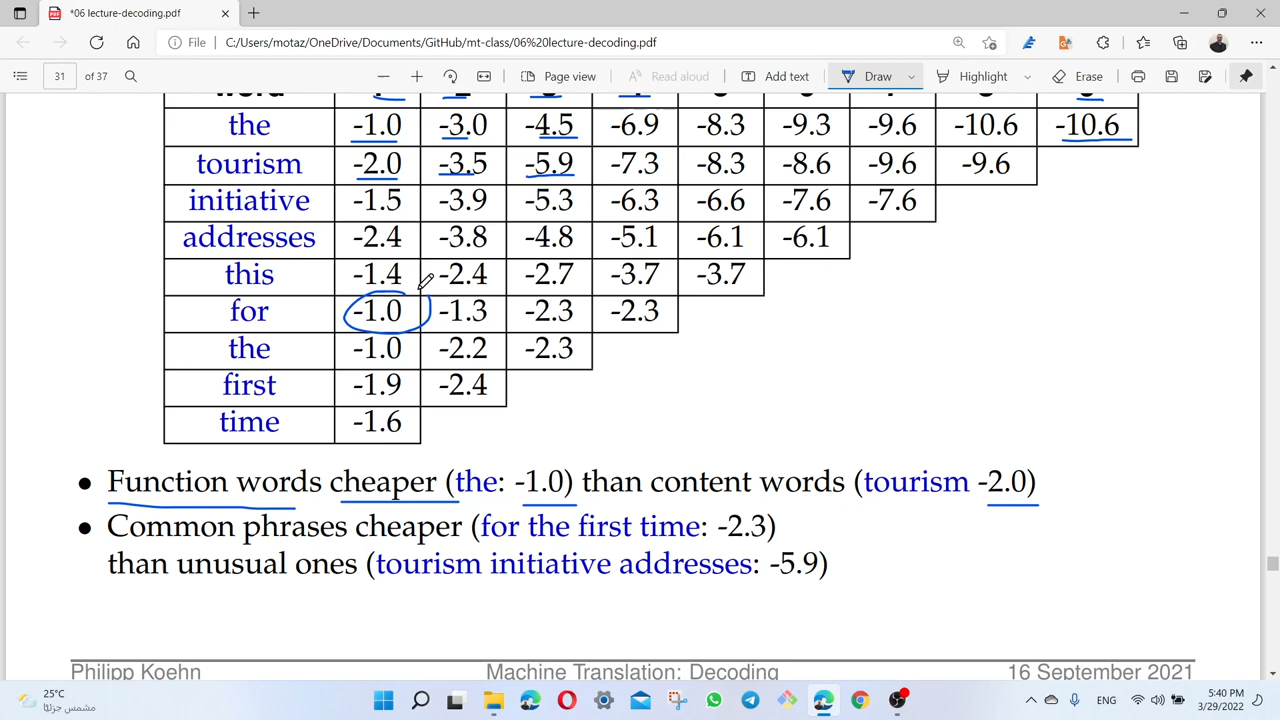 *06 lecture-decoding.pdf
File C:/Users/motaz/OneDrive/Documents/GitHub/mt-class/06%20lecture-decoding.pdf
31 of 37 Page view Read aloud Add text Draw Highlight Erase
the -1.0 -3.0 -4.5 -6.9 -8.3 -9.3 -9.6 -10.6 -10.6
tourism -2.0 -3.5 -5.9 -7.3 -8.3 -8.6 -9.6 -9.6
initiative -1.5 -3.9 -5.3 -6.3 -6.6 -7.6 -7.6
addresses -2.4 -3.8 -4.8 -5.1 -6.1 -6.1
this -1.4 -2.4 -2.7 -3.7 -3.7
for -1.0 -1.3 -2.3 -2.3
the -1.0 -2.2 -2.3
first -1.9 -2.4
time -1.6
• Function words cheaper (the: -1.0) than content words (tourism -2.0)
• Common phrases cheaper (for the first time: -2.3)
than unusual ones (tourism initiative addresses: -5.9)
Philipp Koehn Machine Translation: Decoding 16 September 2021
25°C
مشمس جزئيًا
ENG
5:40 PM
3/29/2022